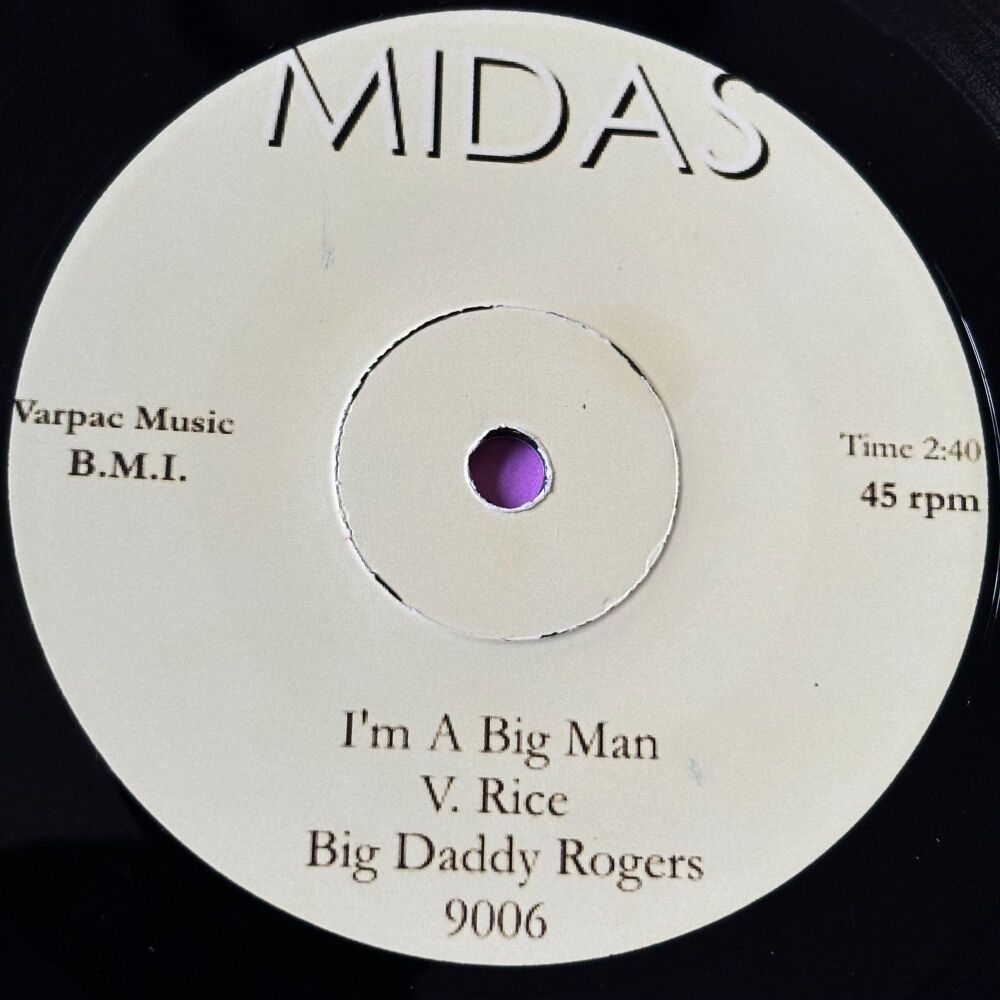 MIDAS
Varpac Music
B.M.I.
Time 2:40
45 rpm
I'm A Big Man
V. Rice
Big Daddy Rogers
9006